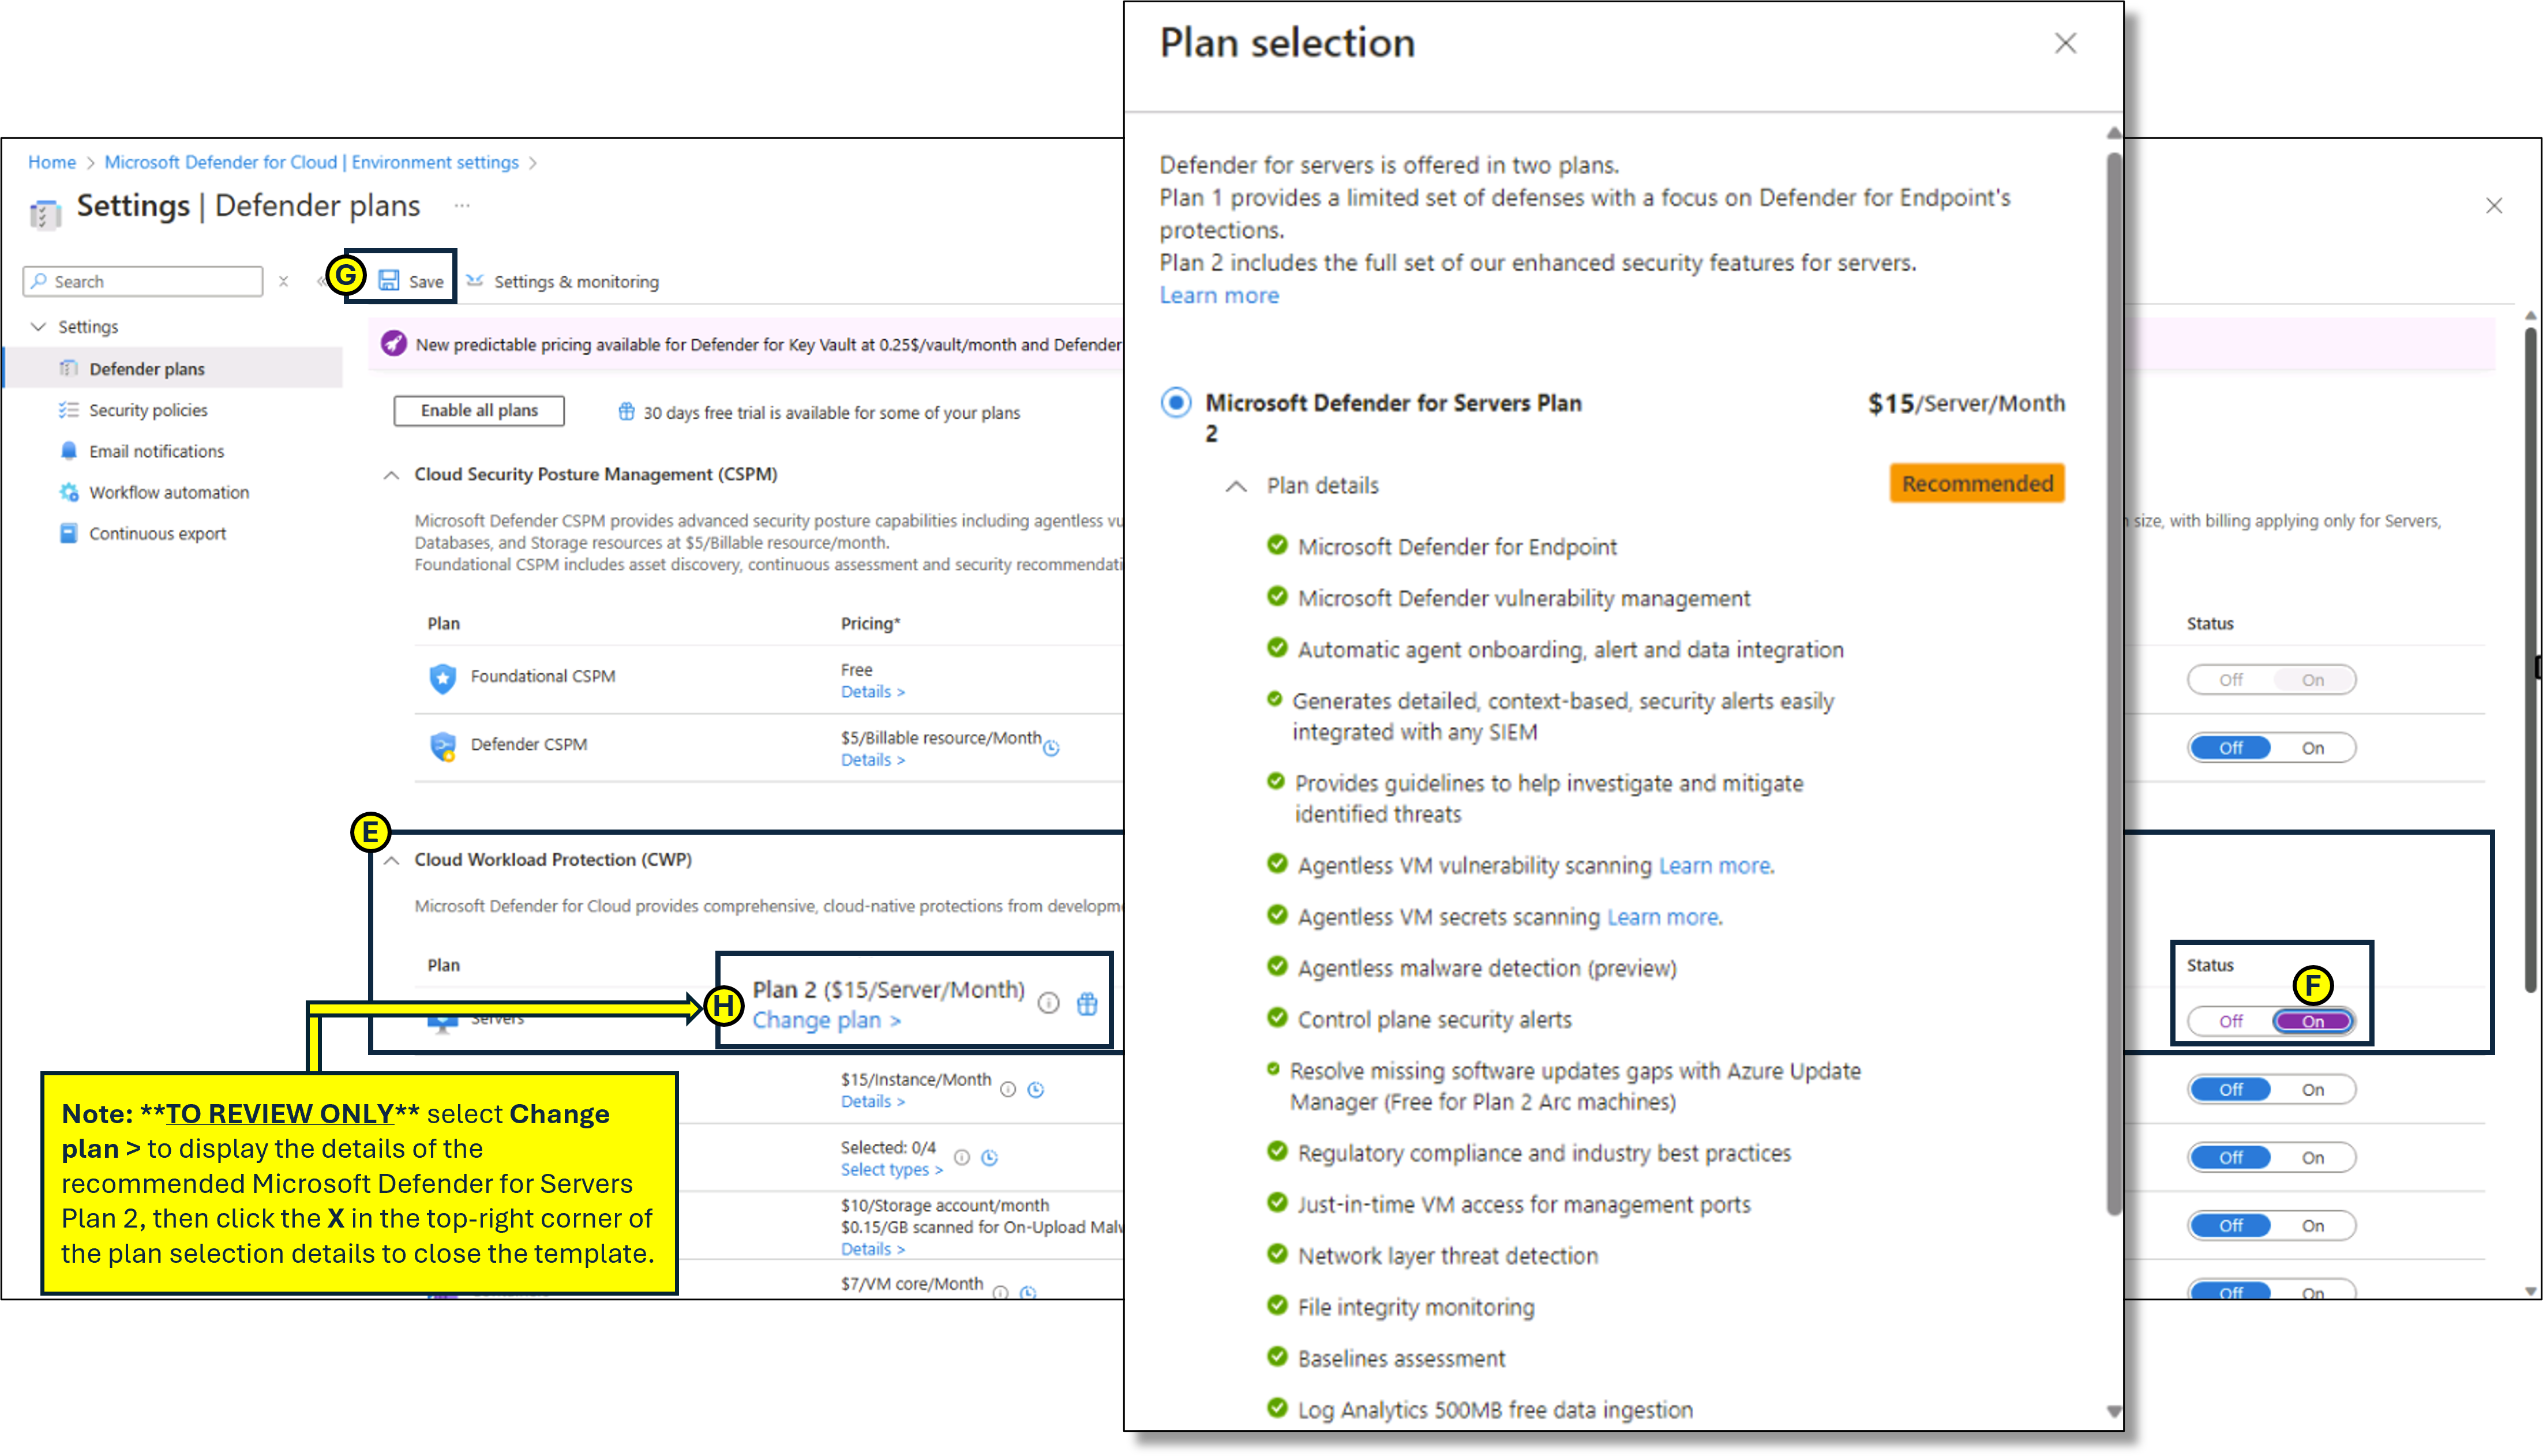 Home > Microsoft Defender for Cloud | Environment settings >
Settings | Defender plans ...
Search
G
Save
Settings & monitoring
Settings
Defender plans
Security policies
Email notifications
Workflow automation
Continuous export
New predictable pricing available for Defender for Key Vault at 0.25$/vault/month and Defender
Enable all plans
30 days free trial is available for some of your plans
Cloud Security Posture Management (CSPM)
Microsoft Defender CSPM provides advanced security posture capabilities including agentless vu
size, with billing applying only for Servers,
Databases, and Storage resources at $5/Billable resource/month.
Foundational CSPM includes asset discovery, continuous assessment and security recommendati
Plan Pricing* Status
Foundational CSPM
Free
Details >
Off On
Defender CSPM
$5/Billable resource/Month
Details >
Off On
E
Cloud Workload Protection (CWP)
Microsoft Defender for Cloud provides comprehensive, cloud-native protections from developme
Plan
Status
F
Servers
H
Plan 2 ($15/Server/Month)
Change plan >
Off On
$15/Instance/Month
Details >
Off On
Selected: 0/4
Select types >
Off On
$10/Storage account/month
$0.15/GB scanned for On-Upload Malw
Details >
Off On
$7/VM core/Month
Off On
Note: **TO REVIEW ONLY** select Change
plan > to display the details of the
recommended Microsoft Defender for Servers
Plan 2, then click the X in the top-right corner of
the plan selection details to close the template.
Plan selection
Defender for servers is offered in two plans.
Plan 1 provides a limited set of defenses with a focus on Defender for Endpoint's
protections.
Plan 2 includes the full set of our enhanced security features for servers.
Learn more
Microsoft Defender for Servers Plan
2
$15/Server/Month
Plan details
Recommended
Microsoft Defender for Endpoint
Microsoft Defender vulnerability management
Automatic agent onboarding, alert and data integration
Generates detailed, context-based, security alerts easily
integrated with any SIEM
Provides guidelines to help investigate and mitigate
identified threats
Agentless VM vulnerability scanning Learn more.
Agentless VM secrets scanning Learn more.
Agentless malware detection (preview)
Control plane security alerts
Resolve missing software updates gaps with Azure Update
Manager (Free for Plan 2 Arc machines)
Regulatory compliance and industry best practices
Just-in-time VM access for management ports
Network layer threat detection
File integrity monitoring
Baselines assessment
Log Analytics 500MB free data ingestion